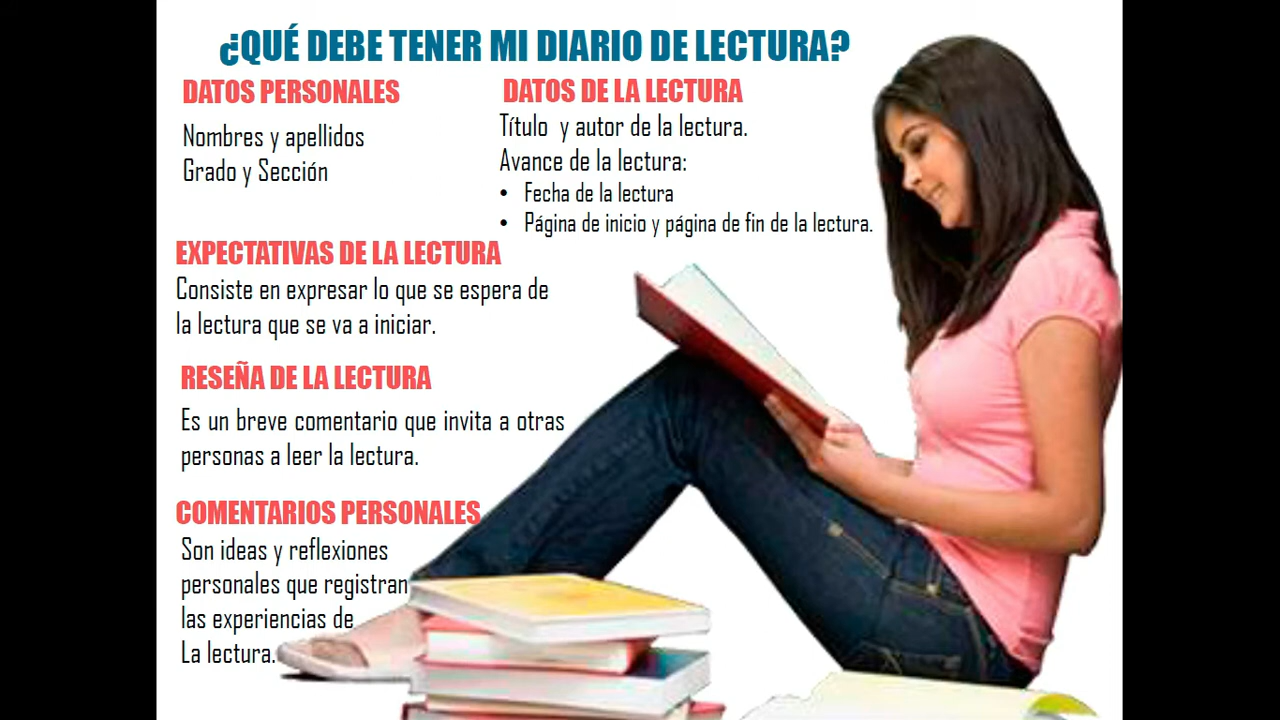 ¿QUÉ DEBE TENER MI DIARIO DE LECTURA?
DATOS PERSONALES
Nombres y apellidos
Grado y Sección
DATOS DE LA LECTURA
Título y autor de la lectura.
Avance de la lectura:
• Fecha de la lectura
• Página de inicio y página de fin de la lectura.
EXPECTATIVAS DE LA LECTURA
Consiste en expresar lo que se espera de
la lectura que se va a iniciar.
RESEÑA DE LA LECTURA
Es un breve comentario que invita a otras
personas a leer la lectura.
COMENTARIOS PERSONALES
Son ideas y reflexiones
personales que registran
las experiencias de
La lectura.